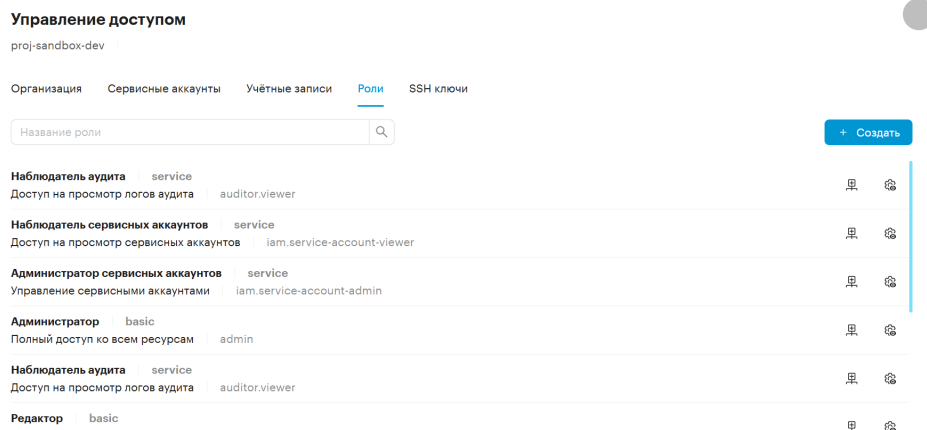 Управление доступом
proj-sandbox-dev
Организация Сервисные аккаунты Учётные записи Роли SSH ключи
Название роли
+ Создать
Наблюдатель аудита service
Доступ на просмотр логов аудита auditor.viewer
Наблюдатель сервисных аккаунтов service
Доступ на просмотр сервисных аккаунтов iam.service-account-viewer
Администратор сервисных аккаунтов service
Управление сервисными аккаунтами iam.service-account-admin
Администратор basic
Полный доступ ко всем ресурсам admin
Наблюдатель аудита service
Доступ на просмотр логов аудита auditor.viewer
Редактор basic